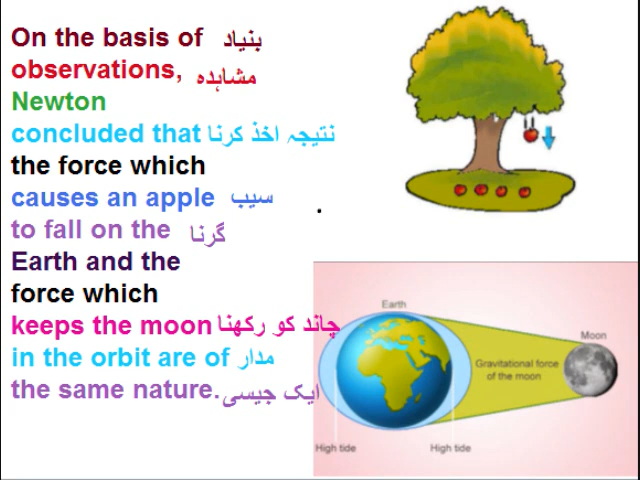 On the basis of بنیاد
observations, مشاہدہ
Newton
concluded that نتیجہ اخذ کرنا
the force which
causes an apple سیب
to fall on the گرنا
Earth and the
force which
keeps the moon چاند کو رکھنا
in the orbit are of مدار
the same nature. ایک جیسی
Earth
Moon
Gravitational force
of the moon
High tide
High tide